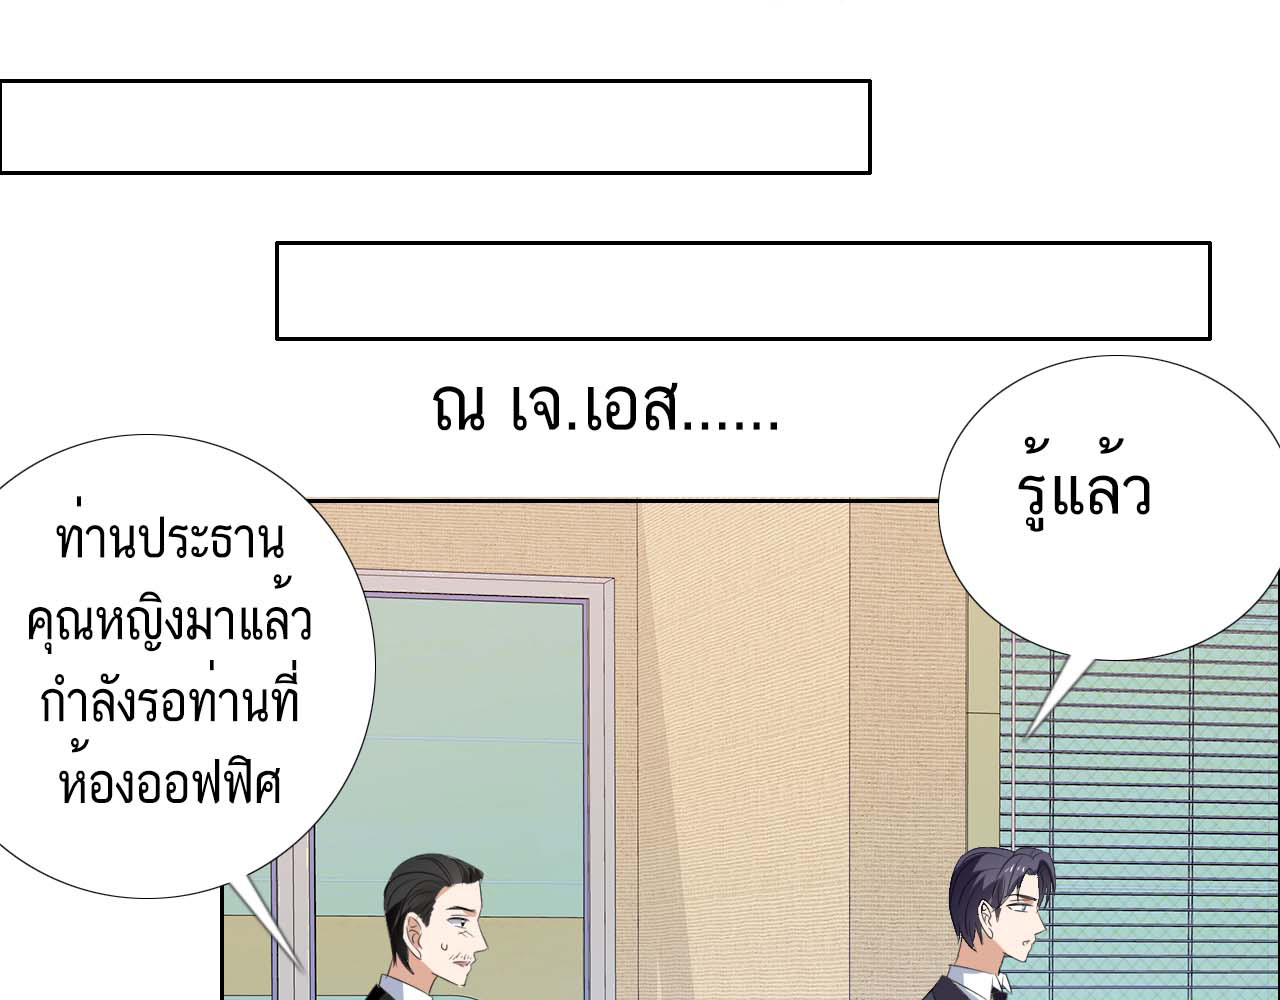 ณ เจ.เอส......
รู้แล้ว
ท่านประธาน
คุณหญิงมาแล้ว
กำลังรอท่านที่
ห้องออฟฟิศ